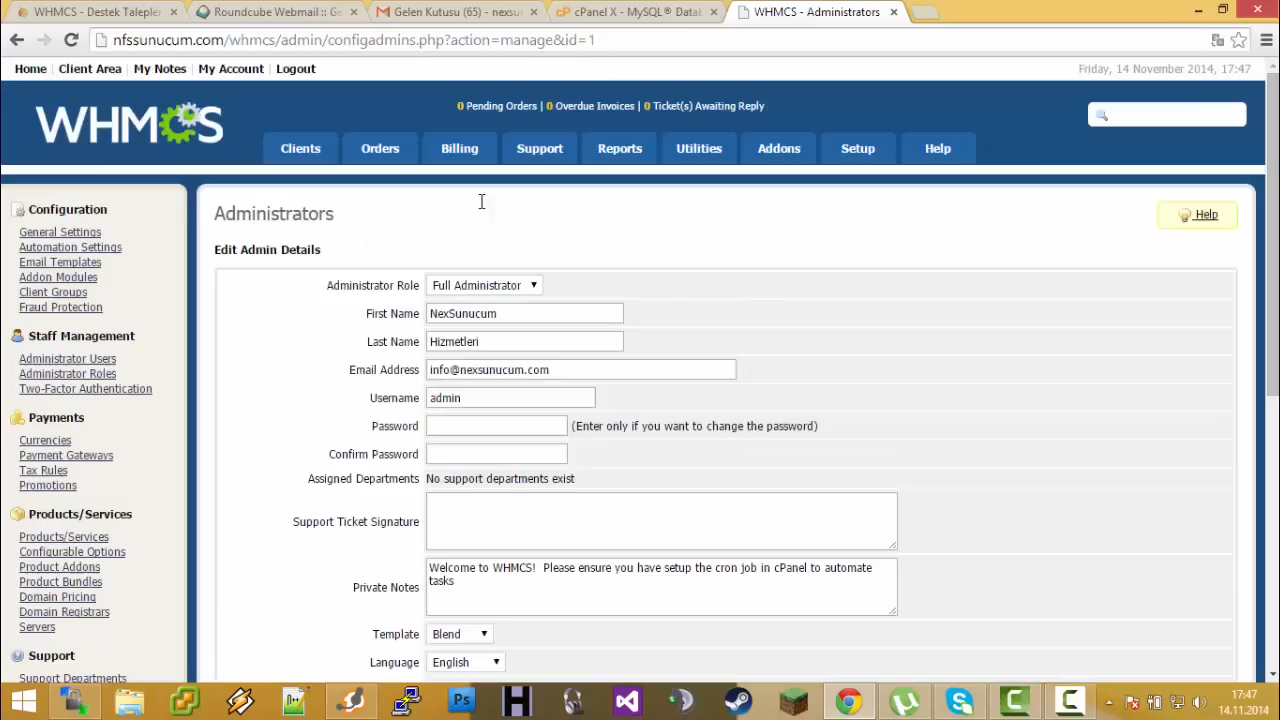 WHMCS - Destek Talepler
Roundcube Webmail :: Ge
Gelen Kutusu (65) - nexsu
cPanel X - MySQL® Datab
WHMCS - Administrators
nfssunucum.com/whmcs/admin/configadmins.php?action=manage&id=1
Home | Client Area | My Notes | My Account | Logout
Friday, 14 November 2014, 17:47
WHMCS
0 Pending Orders | 0 Overdue Invoices | 0 Ticket(s) Awaiting Reply
Clients Orders Billing Support Reports Utilities Addons Setup Help
Configuration
General Settings
Automation Settings
Email Templates
Addon Modules
Client Groups
Fraud Protection
Staff Management
Administrator Users
Administrator Roles
Two-Factor Authentication
Payments
Currencies
Payment Gateways
Tax Rules
Promotions
Products/Services
Products/Services
Configurable Options
Product Addons
Product Bundles
Domain Pricing
Domain Registrars
Servers
Support
Support Departments
Administrators
Help
Edit Admin Details
Administrator Role Full Administrator
First Name NexSunucum
Last Name Hizmetleri
Email Address info@nexsunucum.com
Username admin
Password (Enter only if you want to change the password)
Confirm Password
Assigned Departments No support departments exist
Support Ticket Signature
Private Notes Welcome to WHMCS! Please ensure you have setup the cron job in cPanel to automate
tasks
Template Blend
Language English
17:47
14.11.2014